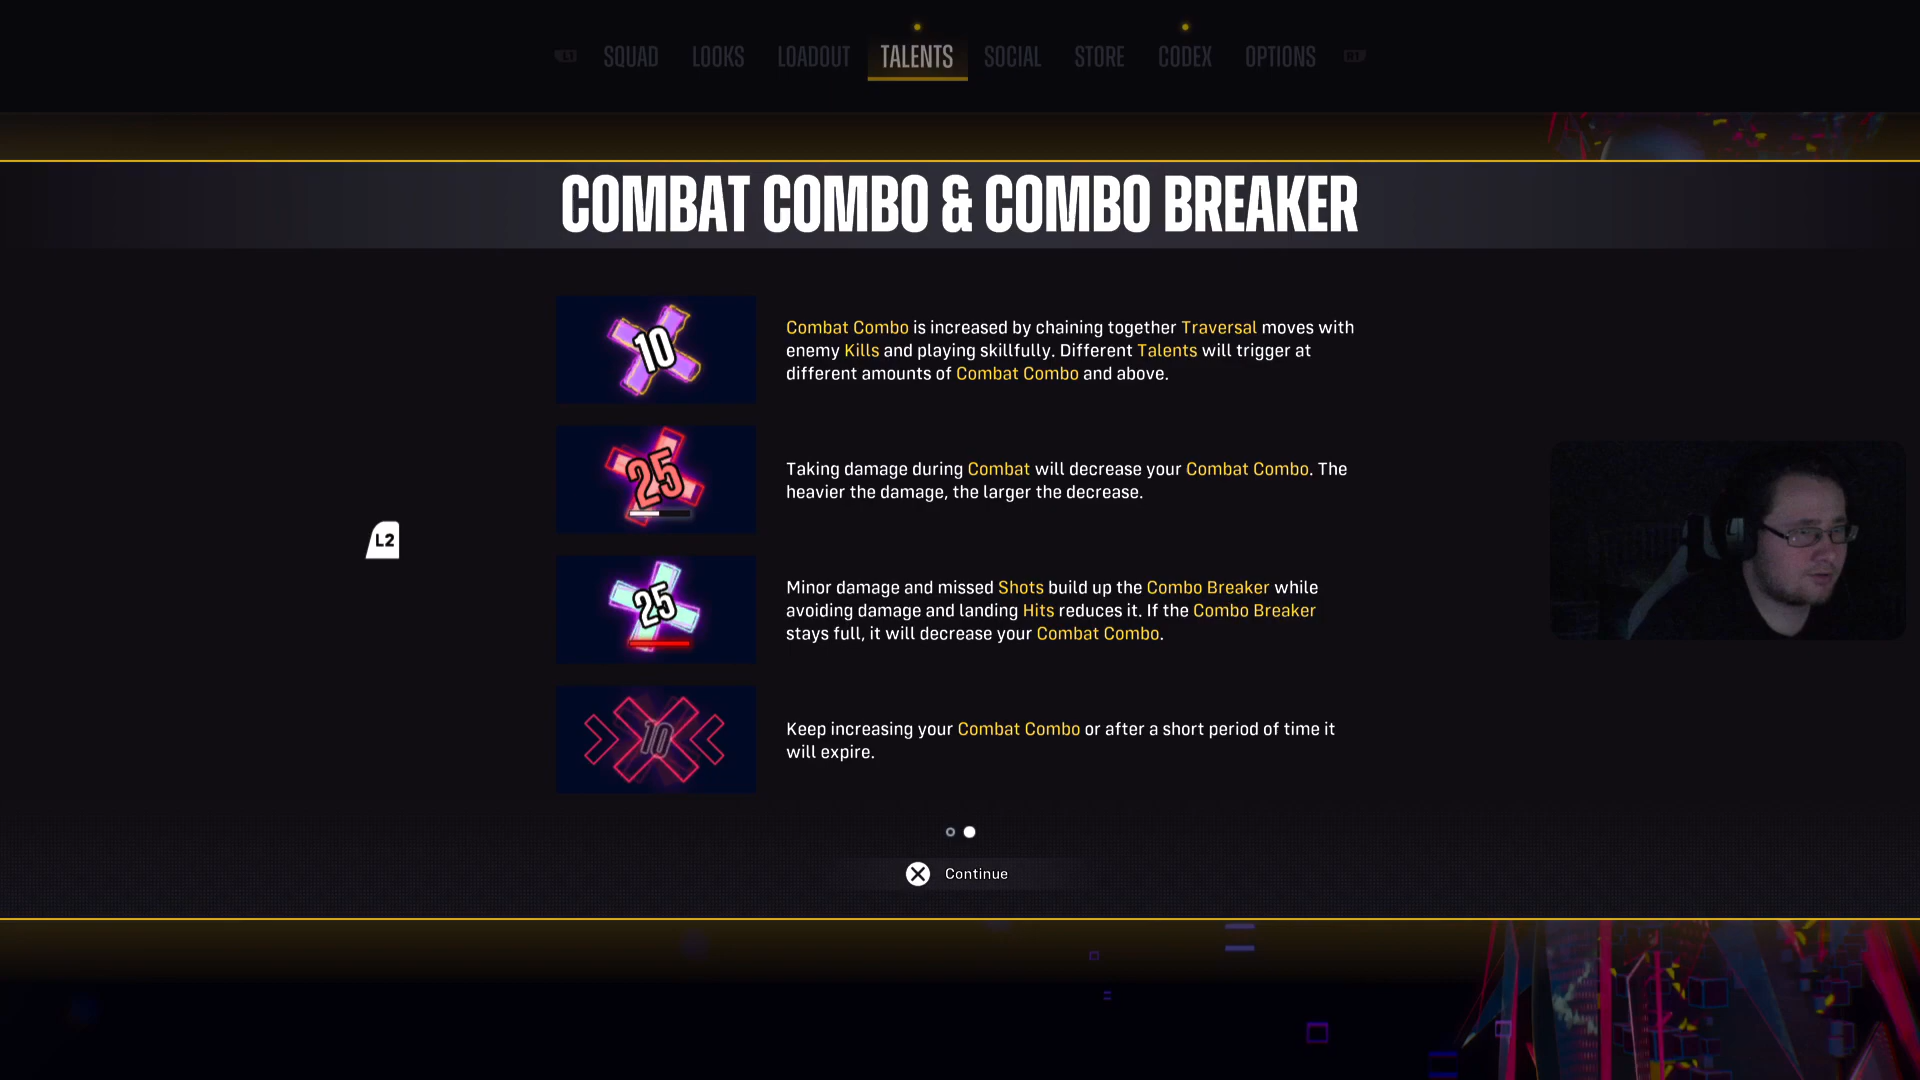 SQUAD LOOKS LOADOUT TALENTS SOCIAL STORE CODEX OPTIONS
COMBAT COMBO & COMBO BREAKER
10
Combat Combo is increased by chaining together Traversal moves with
enemy Kills and playing skillfully. Different Talents will trigger at
different amounts of Combat Combo and above.
25
Taking damage during Combat will decrease your Combat Combo. The
heavier the damage, the larger the decrease.
L2
25
Minor damage and missed Shots build up the Combo Breaker while
avoiding damage and landing Hits reduces it. If the Combo Breaker
stays full, it will decrease your Combat Combo.
10
Keep increasing your Combat Combo or after a short period of time it
will expire.
Continue